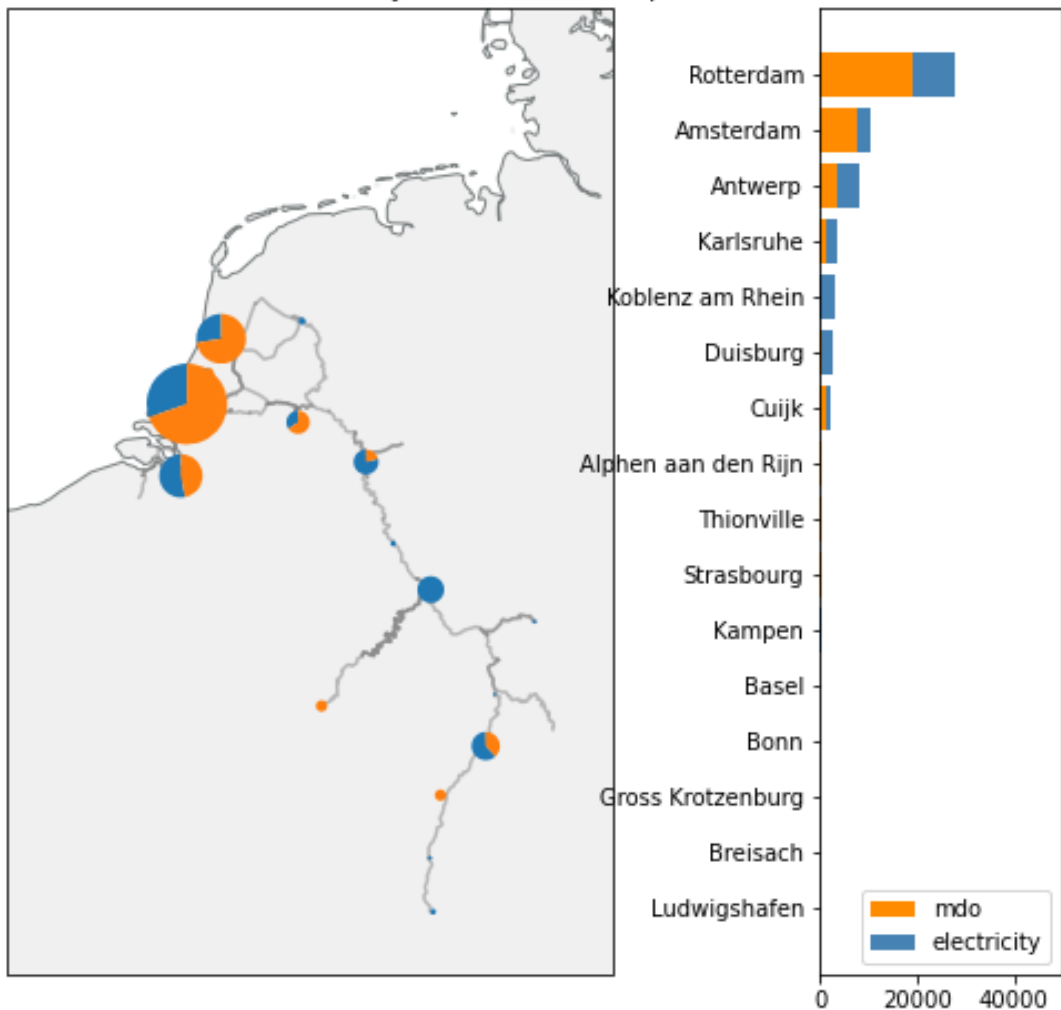 Rotterdam
Amsterdam
Antwerp
Karlsruhe
Koblenz am Rhein
Duisburg
Cuijk
Alphen aan den Rijn
Thionville
Strasbourg
Kampen
Basel
Bonn
Gross Krotzenburg
Breisach
Ludwigshafen
mdo
electricity
0 20000 40000